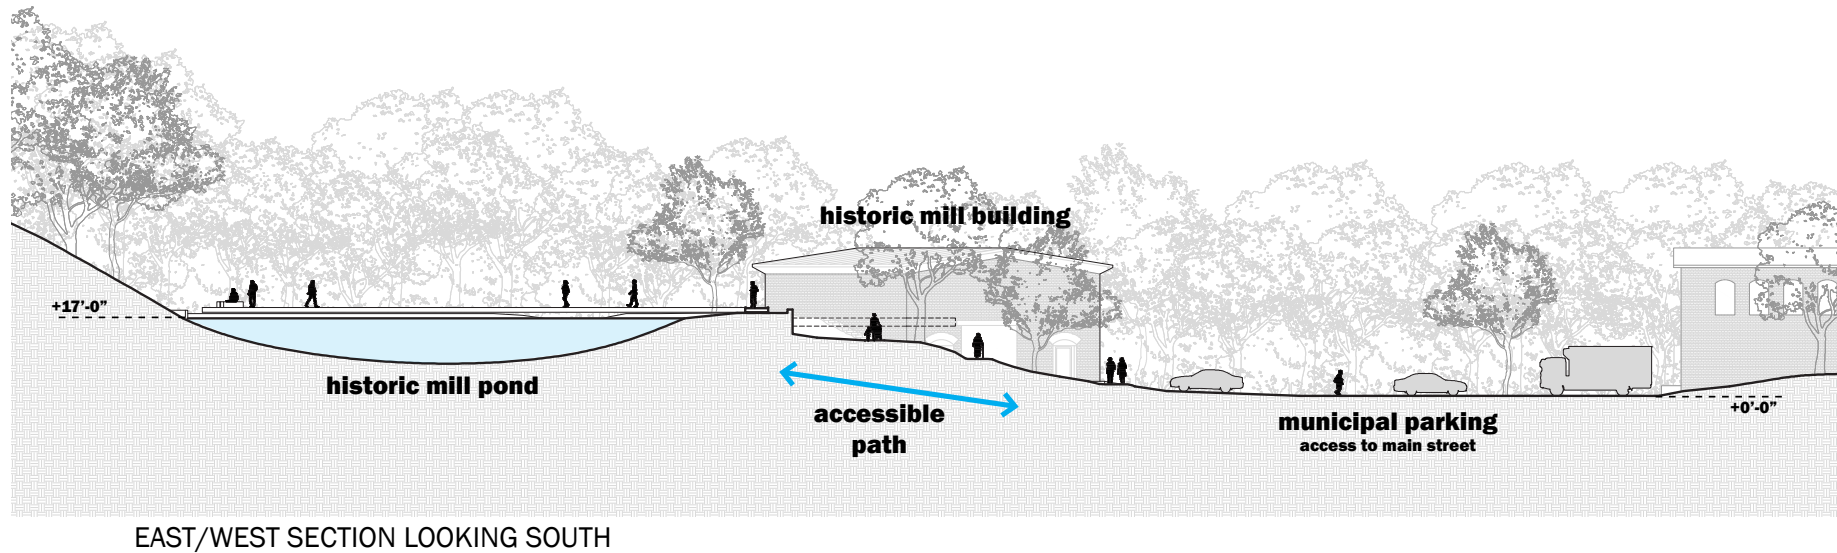 historic mill building
+17'-0"
historic mill pond
accessible
path
municipal parking
access to main street
+0'-0"
EAST/WEST SECTION LOOKING SOUTH